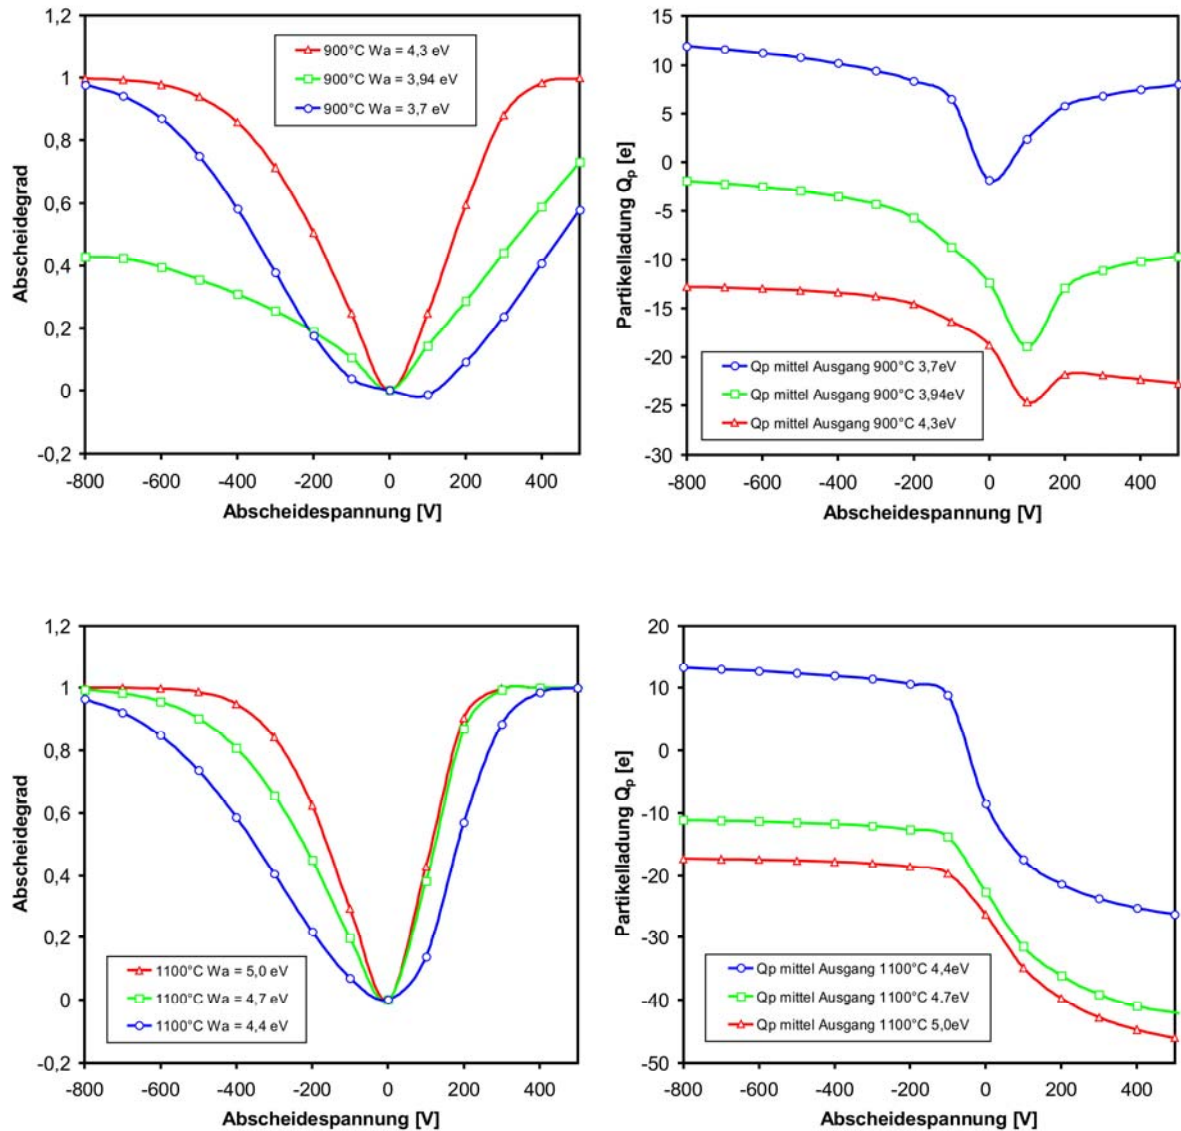 1,2
1
0,8
0,6
0,4
0,2
0
-0,2
Abscheidegrad
900°C Wa = 4,3 eV
900°C Wa = 3,94 eV
900°C Wa = 3,7 eV
-800 -600 -400 -200 0 200 400
Abscheidespannung [V]
15
10
5
0
-5
-10
-15
-20
-25
-30
Partikelladung Qp [e]
Qp mittel Ausgang 900°C 3,7eV
Qp mittel Ausgang 900°C 3,94eV
Qp mittel Ausgang 900°C 4,3eV
-800 -600 -400 -200 0 200 400
Abscheidespannung [V]
1,2
1
0,8
0,6
0,4
0,2
0
-0,2
Abscheidegrad
1100°C Wa = 5,0 eV
1100°C Wa = 4,7 eV
1100°C Wa = 4,4 eV
-800 -600 -400 -200 0 200 400
Abscheidespannung [V]
20
10
0
-10
-20
-30
-40
-50
Partikelladung Qp [e]
Qp mittel Ausgang 1100°C 4,4eV
Qp mittel Ausgang 1100°C 4.7eV
Qp mittel Ausgang 1100°C 5,0eV
-800 -600 -400 -200 0 200 400
Abscheidespannung [V]